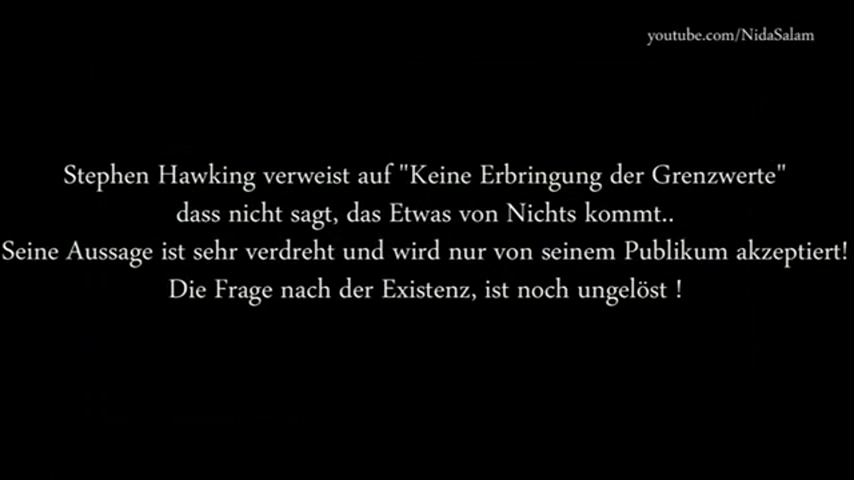 youtube.com/NidaSalam
Stephen Hawking verweist auf "Keine Erbringung der Grenzwerte"
dass nicht sagt, das Etwas von Nichts kommt..
Seine Aussage ist sehr verdreht und wird nur von seinem Publikum akzeptiert!
Die Frage nach der Existenz, ist noch ungelöst !